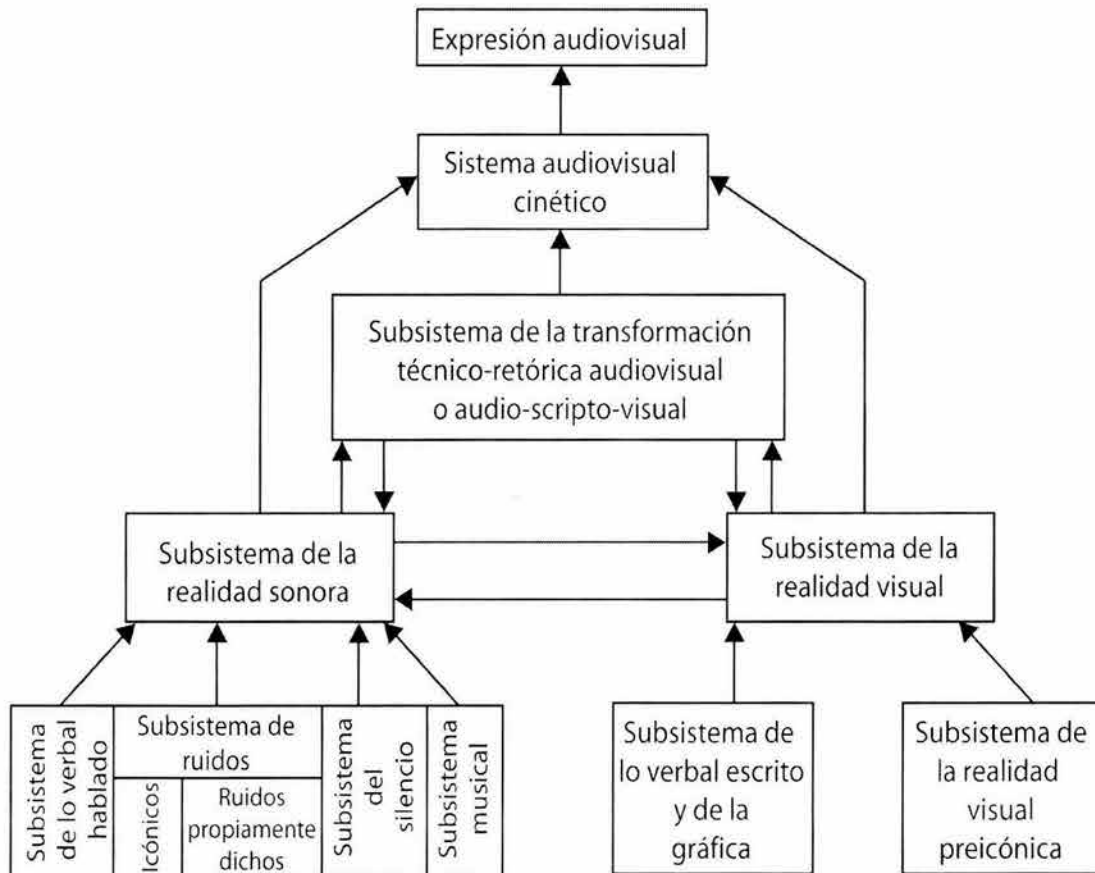 Expresión audiovisual
Sistema audiovisual
cinético
Subsistema de la transformación
técnico-retórica audiovisual
o audio-scripto-visual
Subsistema de la
realidad sonora
Subsistema de la
realidad visual
Subsistema
de lo verbal
hablado
Subsistema de
ruidos
Icónicos
Ruidos
propiamente
dichos
Subsistema
del
silencio
Subsistema
musical
Subsistema de
lo verbal escrito
y de la
gráfica
Subsistema de
la realidad
visual
preicónica